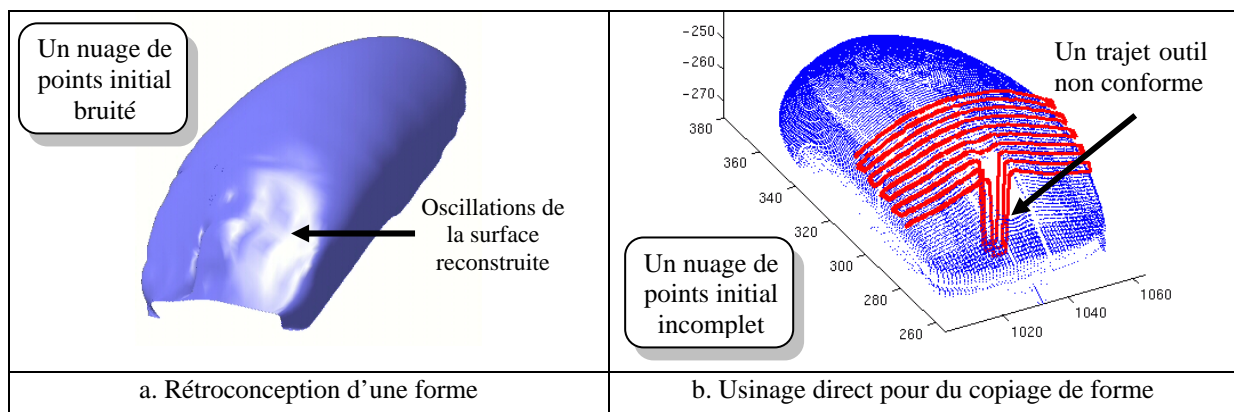 Un nuage de
points initial
bruité
Oscillations de
la surface
reconstruite
a. Rétroconception d’une forme
Un trajet outil
non conforme
Un nuage de
points initial
incomplet
-250
-260
-270
-280
380
360
340
320
300
280
260
1020
1040
1060
b. Usinage direct pour du copiage de forme